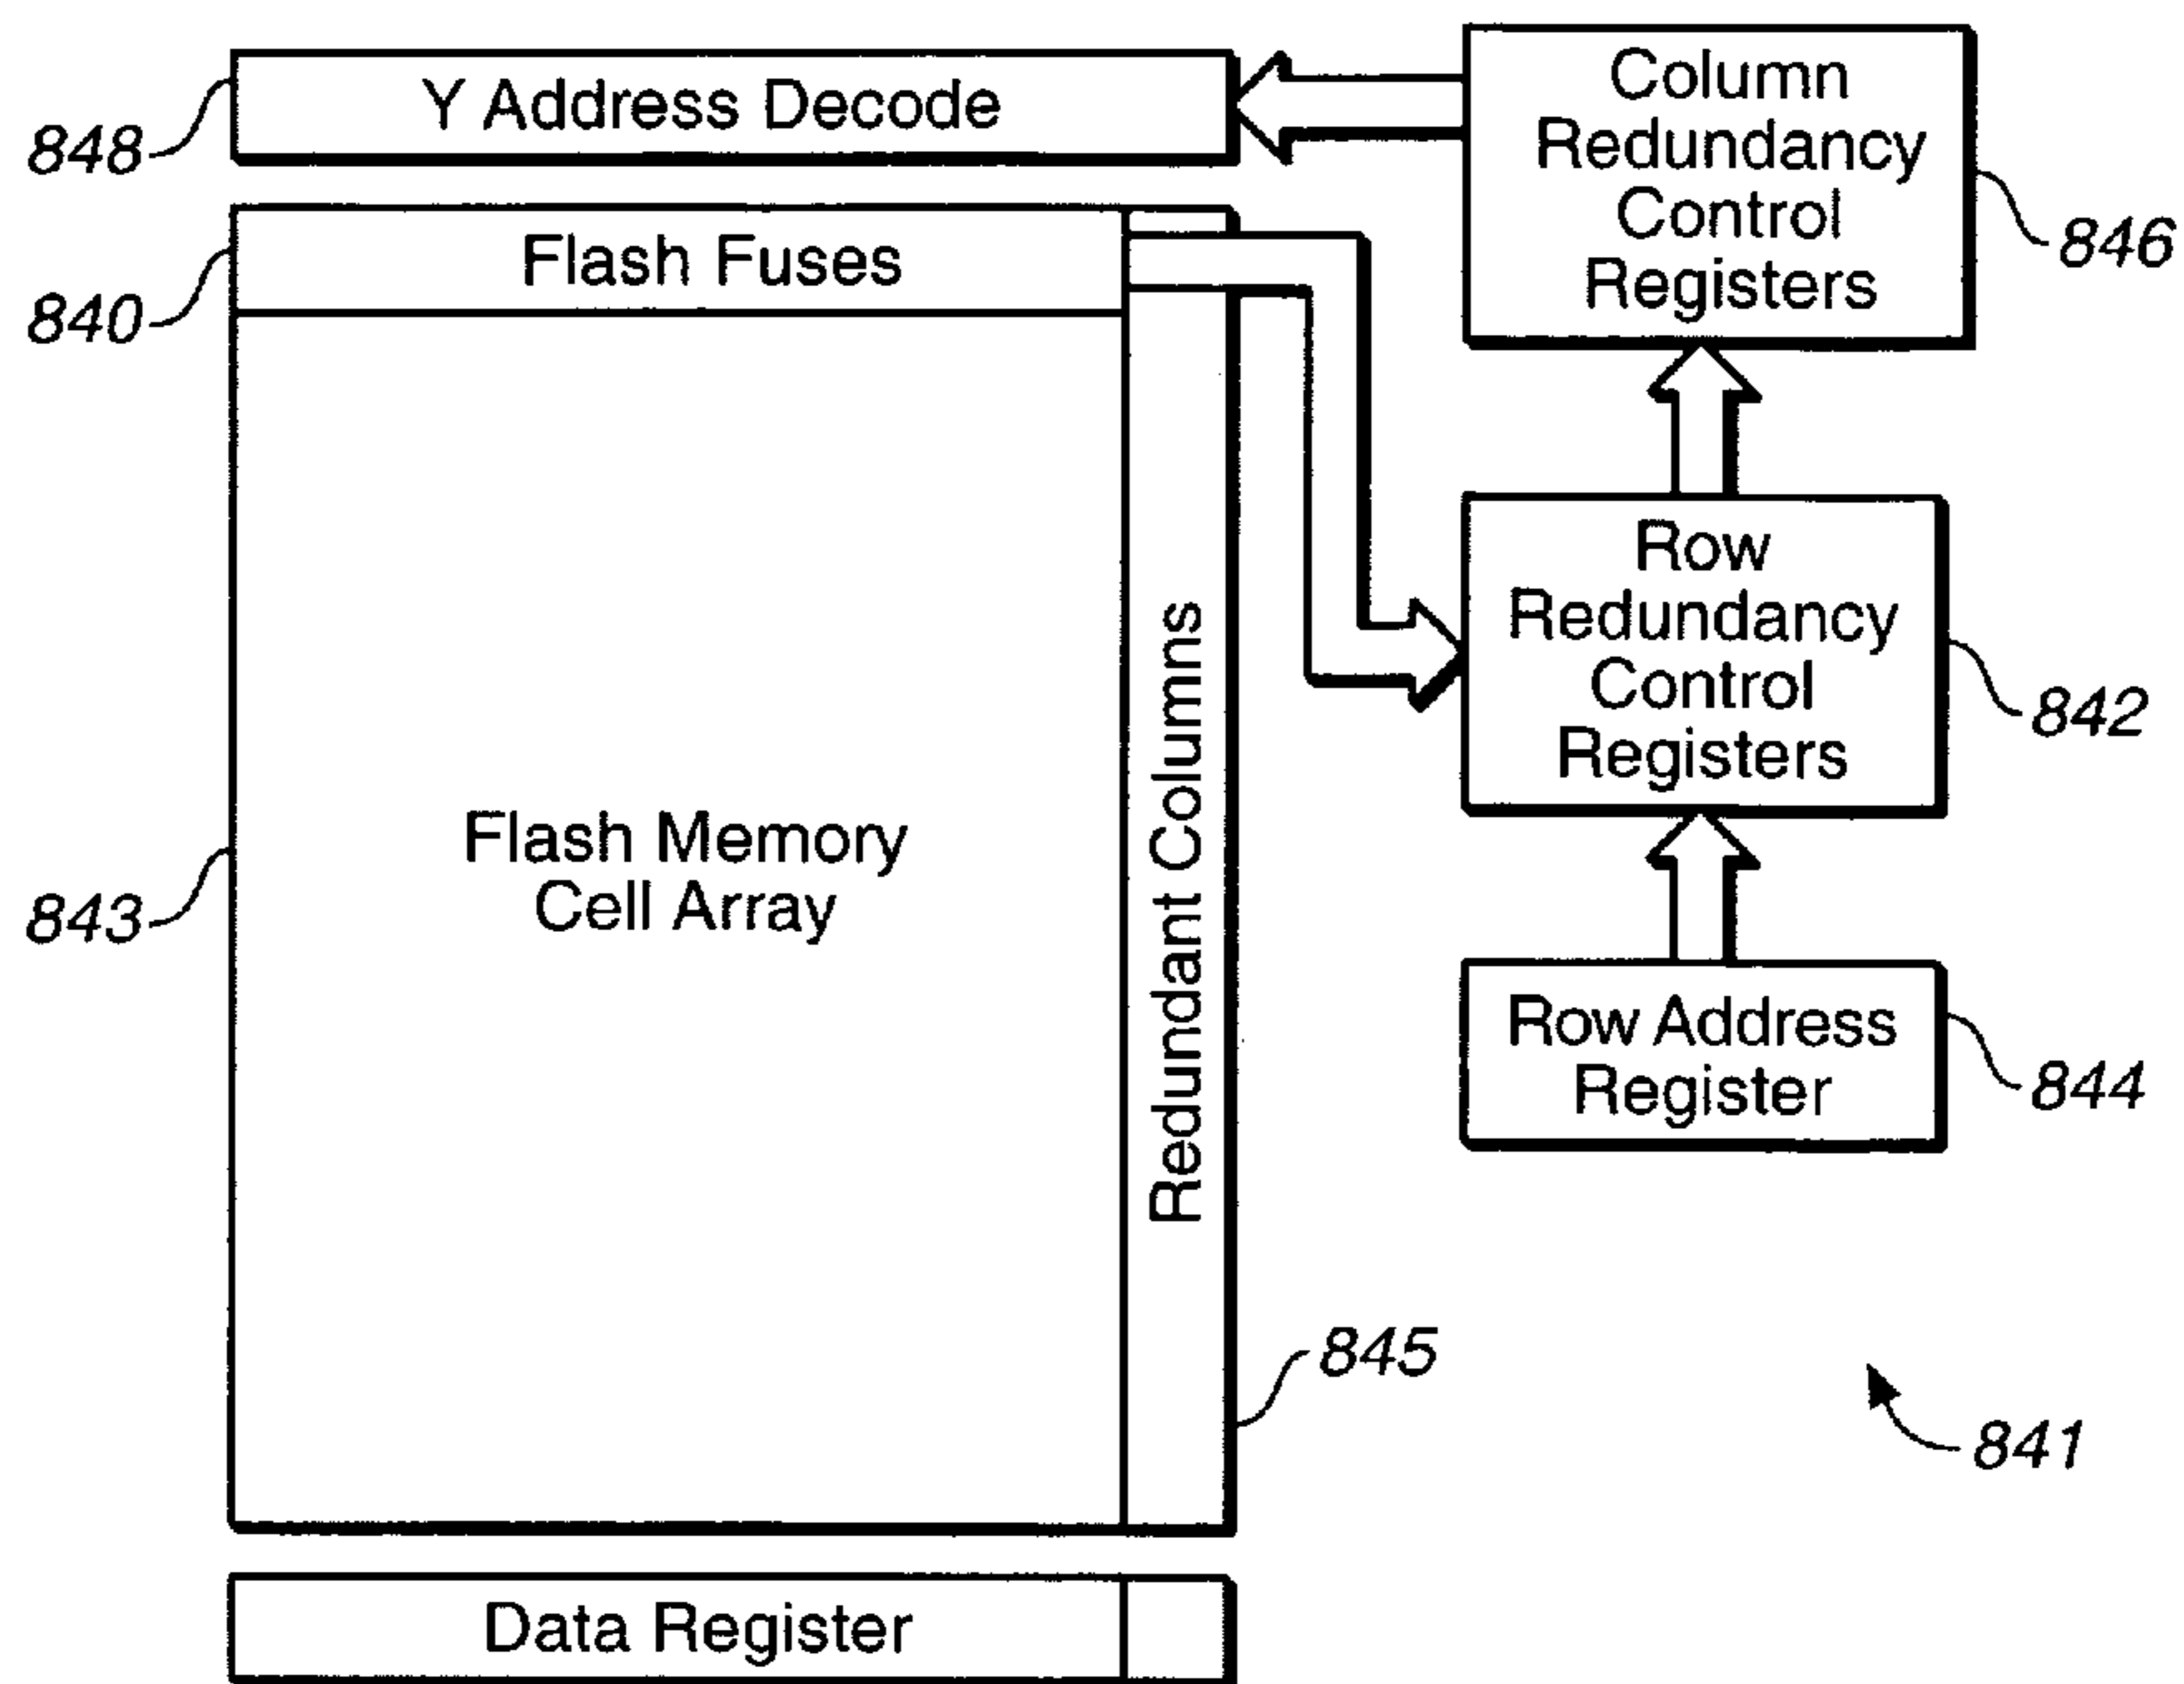 Y Address Decode
848
Column
Redundancy
Control
Registers
846
Flash Fuses
840
Row
Redundancy
Control
Registers
842
Flash Memory
Cell Array
843
Redundant Columns
Row Address
Register
844
845
841
Data Register